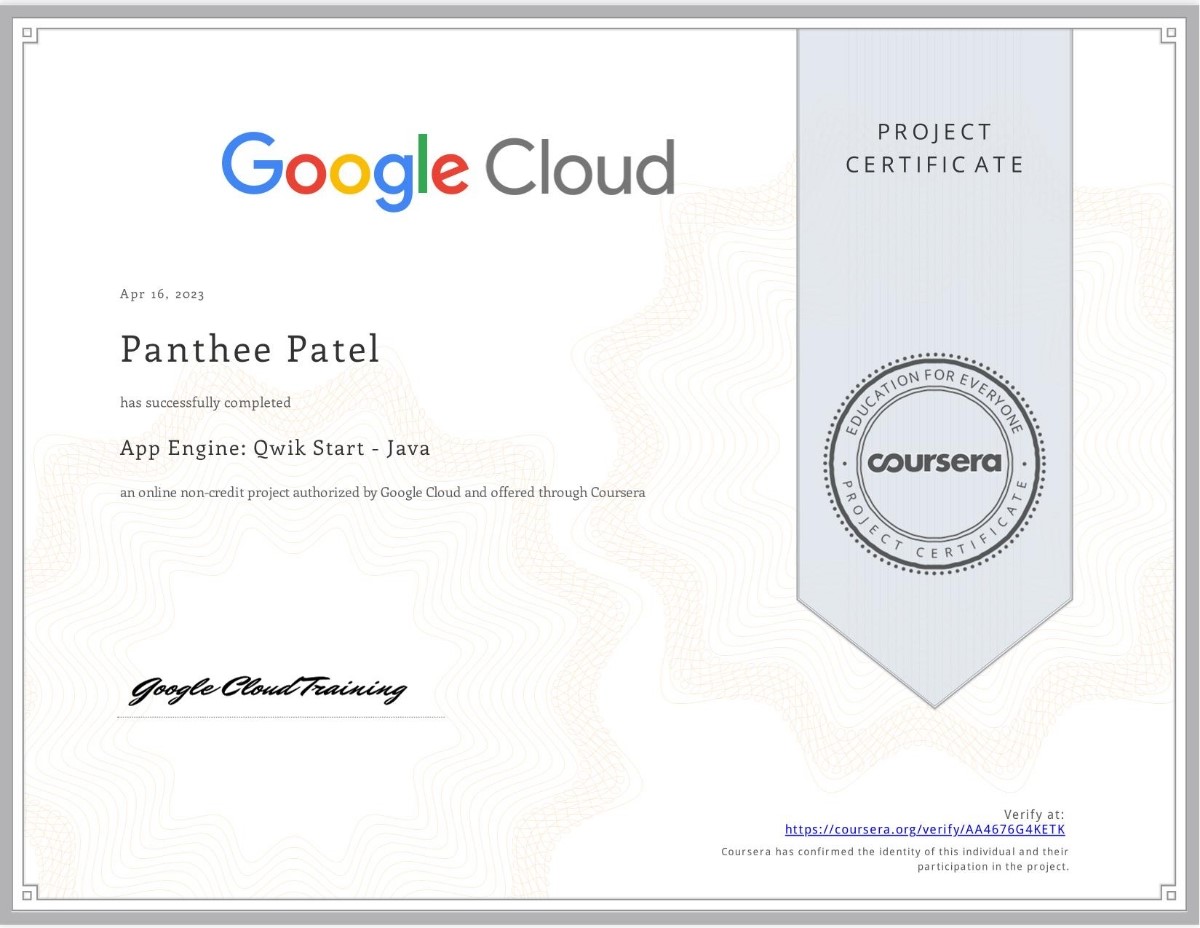 Google Cloud
PROJECT
CERTIFICATE
Apr 16, 2023
Panthee Patel
has successfully completed
App Engine: Qwik Start - Java
an online non-credit project authorized by Google Cloud and offered through Coursera
EDUCATION FOR EVERYONE
coursera
PROJECT CERTIFICATE
Google Cloud Training
Verify at:
https://coursera.org/verify/AA4676G4KETK
Coursera has confirmed the identity of this individual and their
participation in the project.